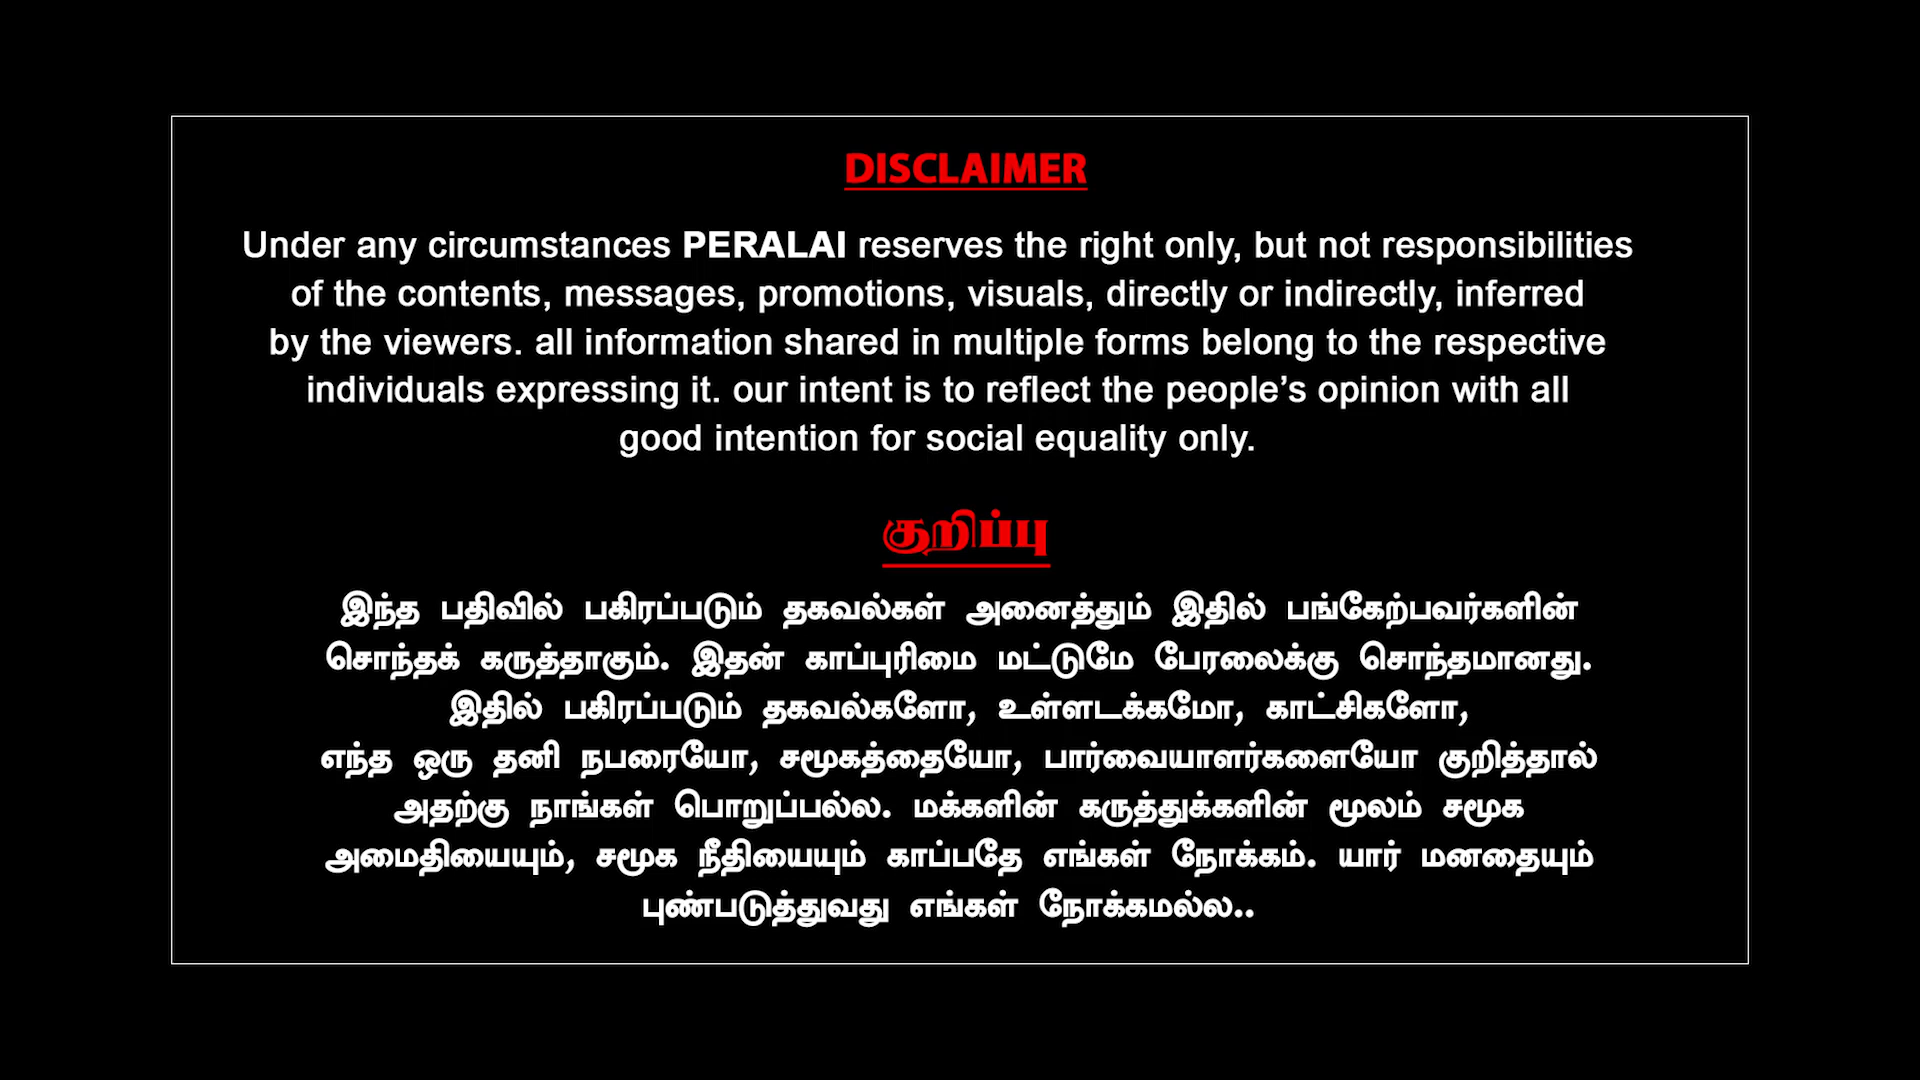 DISCLAIMER
Under any circumstances PERALAI reserves the right only, but not responsibilities
of the contents, messages, promotions, visuals, directly or indirectly, inferred
by the viewers. all information shared in multiple forms belong to the respective
individuals expressing it. our intent is to reflect the people’s opinion with all
good intention for social equality only.
குறிப்பு
இந்த பதிவில் பகிரப்படும் தகவல்கள் அனைத்தும் இதில் பங்கேற்பவர்களின்
சொந்தக் கருத்தாகும். இதன் காப்புரிமை மட்டுமே பேரலைக்கு சொந்தமானது.
இதில் பகிரப்படும் தகவல்களோ, உள்ளடக்கமோ, காட்சிகளோ,
எந்த ஒரு தனி நபரையோ, சமூகத்தையோ, பார்வையாளர்களையோ குறித்தால்
அதற்கு நாங்கள் பொறுப்பல்ல. மக்களின் கருத்துக்களின் மூலம் சமூக
அமைதியையும், சமூக நீதியையும் காப்பதே எங்கள் நோக்கம். யார் மனதையும்
புண்படுத்துவது எங்கள் நோக்கமல்ல..